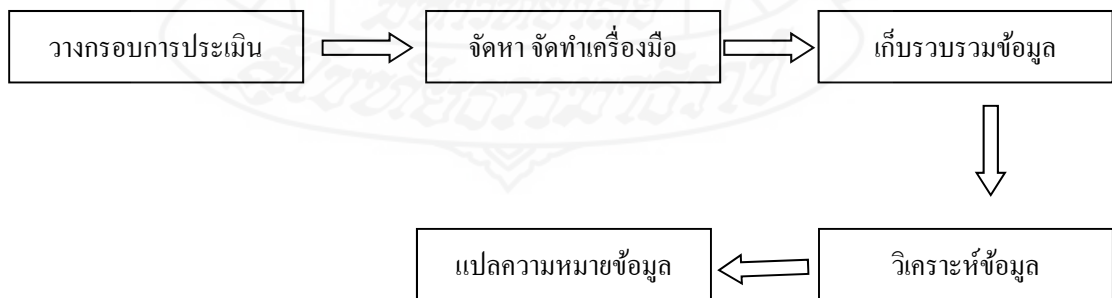 วางกรอบการประเมิน
จัดหา จัดทำเครื่องมือ
เก็บรวบรวมข้อมูล
วิเคราะห์ข้อมูล
แปลความหมายข้อมูล